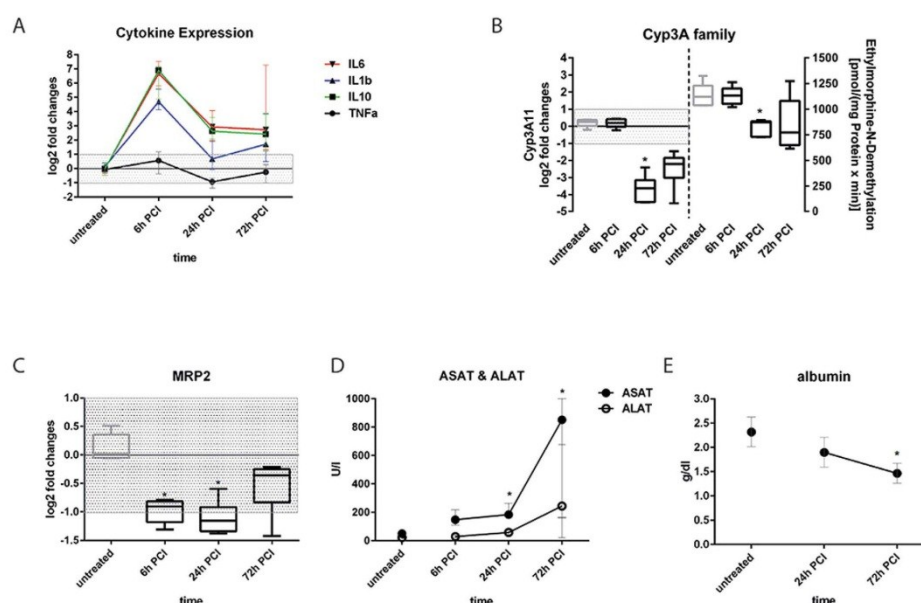 A
Cytokine Expression
log2 fold changes
8
7
6
5
4
3
2
1
0
-1
-2
untreated
6h PCI
24h PCI
72h PCI
time
IL6
IL1b
IL10
TNFa
B
Cyp3A family
Cyp3A11
log2 fold changes
4
3
2
1
0
-1
-2
-3
-4
-5
*
*
1500
1250
1000
750
500
250
0
Ethylmorphine-N-Demethylation
[pmol/(mg Protein x min)]
untreated
6h PCI
24h PCI
72h PCI
untreated
6h PCI
24h PCI
72h PCI
time
C
MRP2
log2 fold changes
1.0
0.5
0.0
-0.5
-1.0
-1.5
*
*
untreated
6h PCI
24h PCI
72h PCI
time
D
ASAT & ALAT
U/l
1000
800
600
400
200
0
*
*
untreated
6h PCI
24h PCI
72h PCI
time
ASAT
ALAT
E
albumin
g/dl
3.0
2.5
2.0
1.5
1.0
0.5
0.0
*
untreated
24h PCI
72h PCI
time